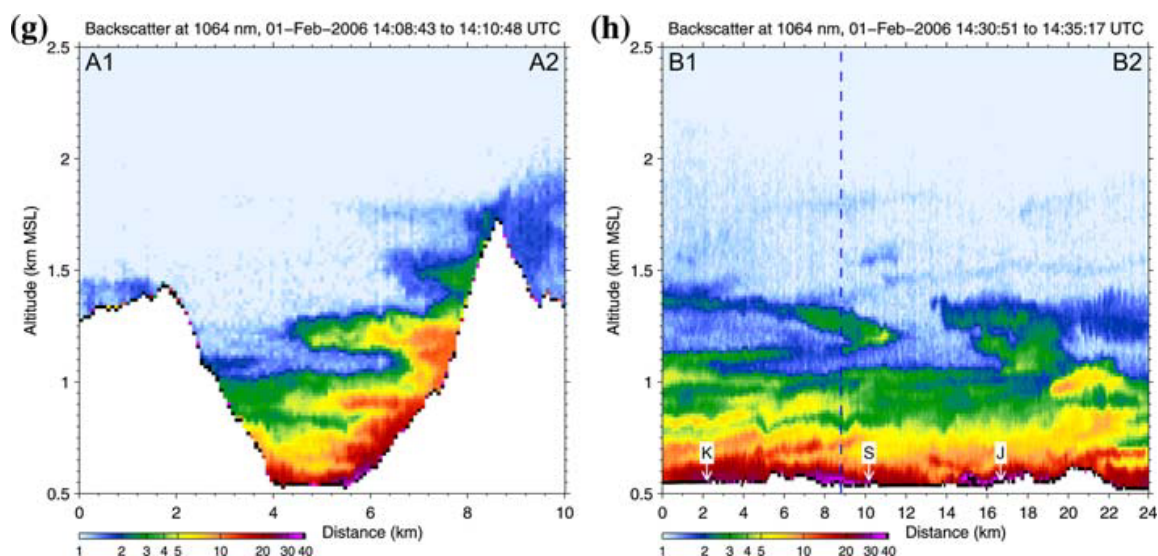 (g) Backscatter at 1064 nm, 01−Feb−2006 14:08:43 to 14:10:48 UTC
A1 A2
2.5
2
1.5
1
0.5
Altitude (km MSL)
0 2 4 6 8 10
Distance (km)
1 2 3 4 5 10 20 30 40
(h) Backscatter at 1064 nm, 01−Feb−2006 14:30:51 to 14:35:17 UTC
B1 B2
2.5
2
1.5
1
0.5
Altitude (km MSL)
K S J
0 2 4 6 8 10 12 14 16 18 20 22 24
Distance (km)
1 2 3 4 5 10 20 30 40